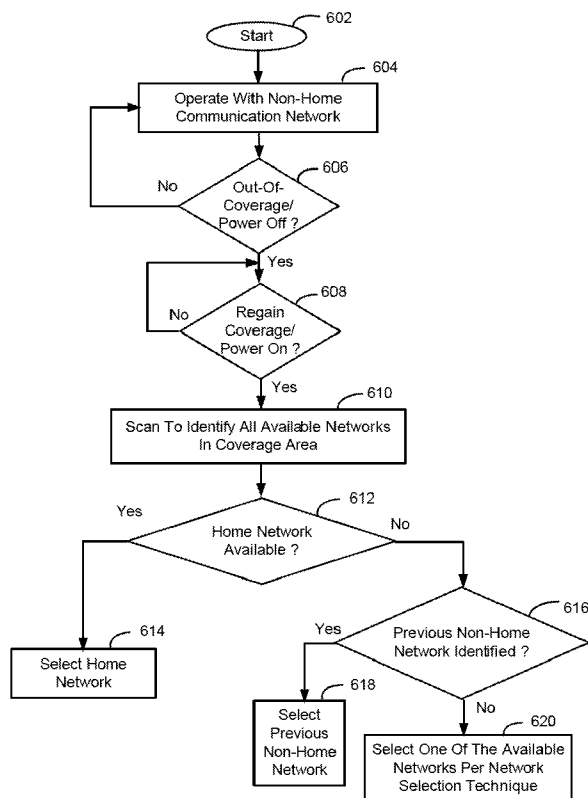 602
Start
604
Operate With Non-Home
Communication Network
606
No
Out-Of-
Coverage/
Power Off ?
Yes
608
No
Regain
Coverage/
Power On ?
Yes
610
Scan To Identify All Available Networks
In Coverage Area
612
Yes
Home Network
Available ?
No
616
614
Yes
Previous Non-Home
Network Identified ?
Select Home
Network
618
No
Select
Previous
Non-Home
Network
620
Select One Of The Available
Networks Per Network
Selection Technique